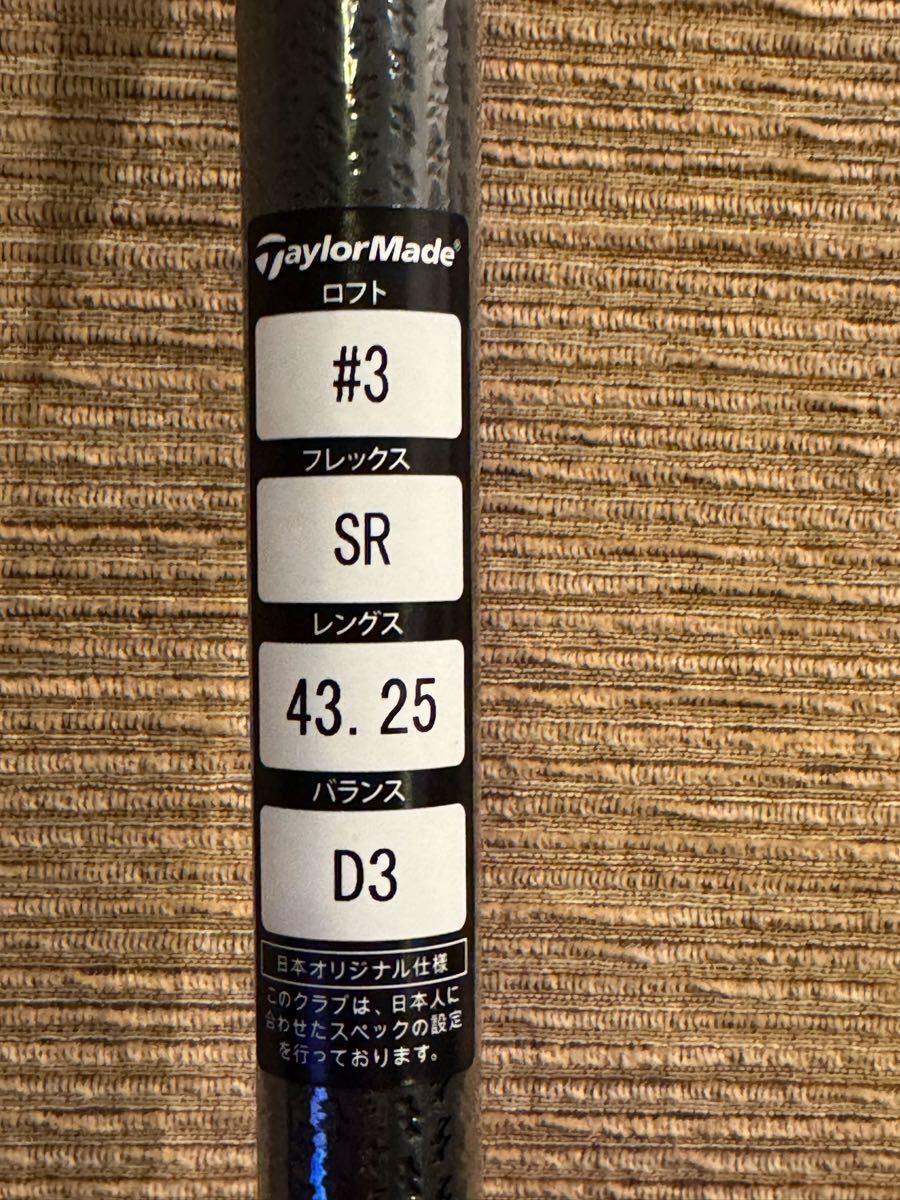 TaylorMade®
ロフト
#3
フレックス
SR
レングス
43.25
バランス
D3
日本オリジナル仕様
このクラブは、日本人に
合わせたスペックの設定
を行っております。